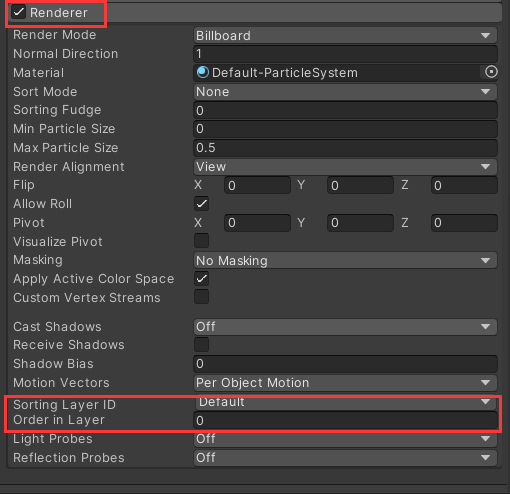 Renderer
Render Mode Billboard
Normal Direction 1
Material Default-ParticleSystem
Sort Mode None
Sorting Fudge 0
Min Particle Size 0
Max Particle Size 0.5
Render Alignment View
Flip X 0 Y 0 Z 0
Allow Roll
Pivot X 0 Y 0 Z 0
Visualize Pivot
Masking No Masking
Apply Active Color Space
Custom Vertex Streams
Cast Shadows Off
Receive Shadows
Shadow Bias 0
Motion Vectors Per Object Motion
Sorting Layer ID Default
Order in Layer 0
Light Probes Off
Reflection Probes Off